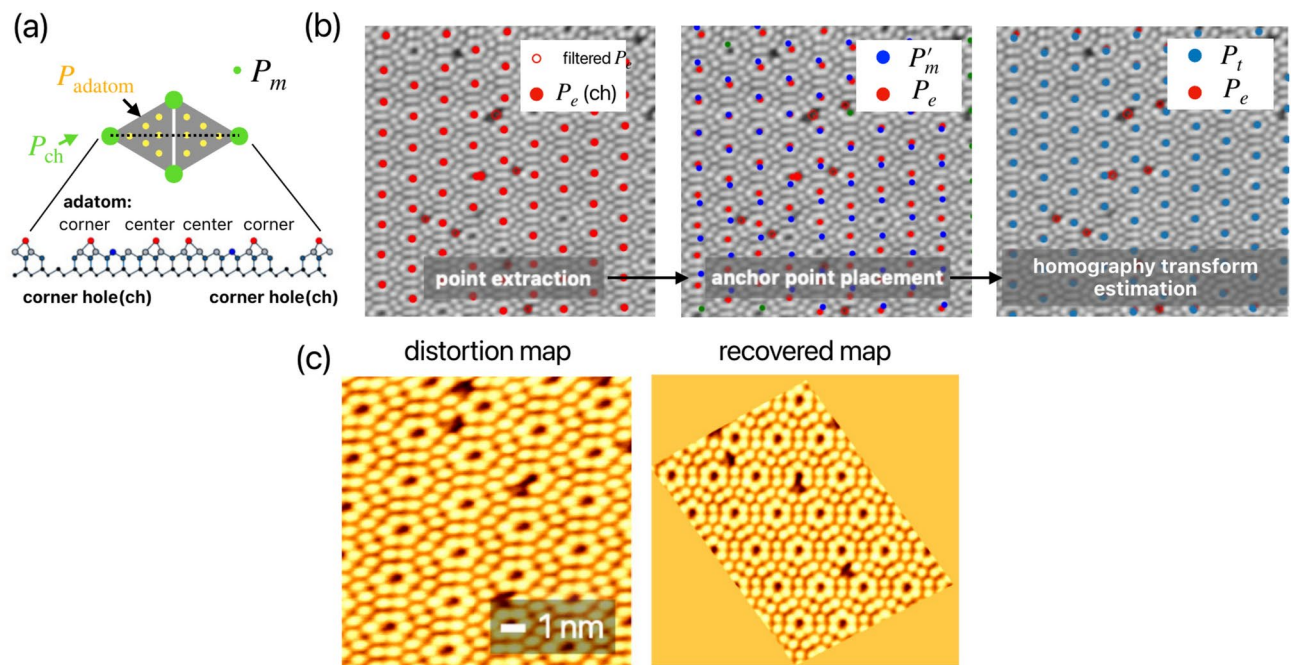 (a)
P_adatom
P_m
P_ch
adatom:
corner center center corner
corner hole(ch) corner hole(ch)
(b)
filtered P_e
P_e (ch)
point extraction
P'_m
P_e
anchor point placement
P_t
P_e
homography transform
estimation
(c)
distortion map
1 nm
recovered map